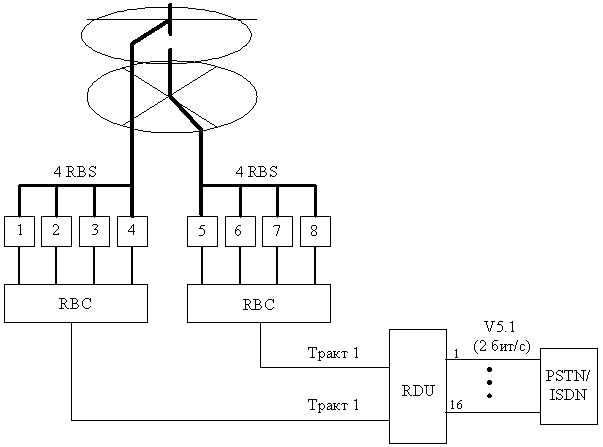 4 RBS
4 RBS
1 2 3 4 5 6 7 8
RBC
RBC
V5.1
(2 бит/с)
Тракт 1
1
PSTN/
ISDN
RDU
Тракт 1
16